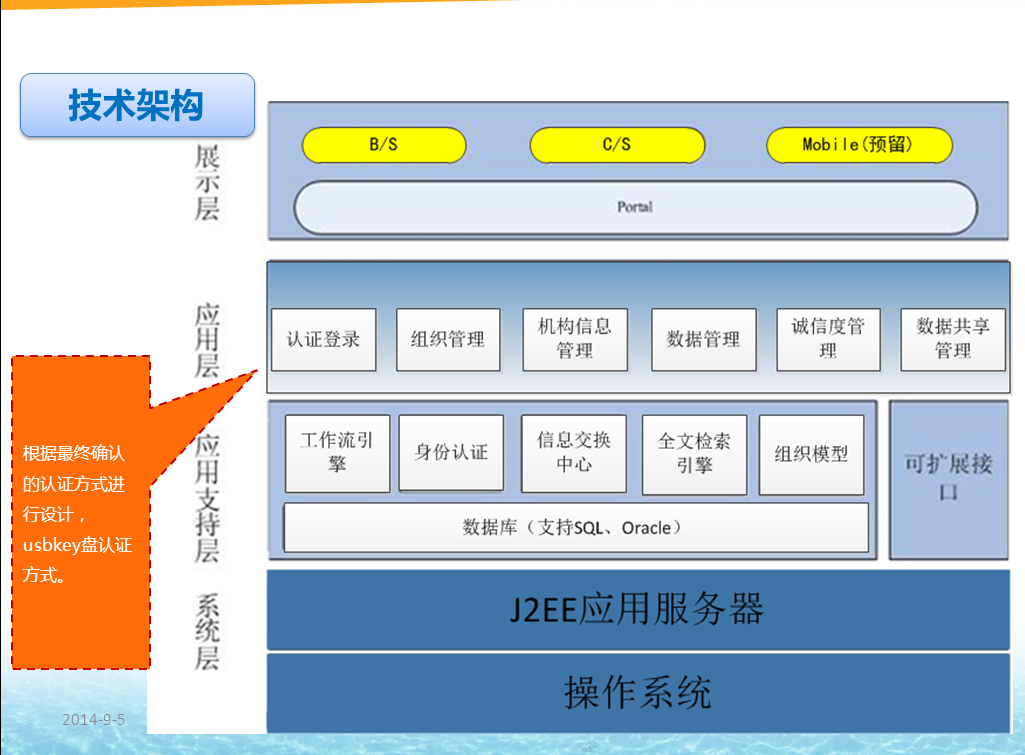 技术架构
展示层
B/S
C/S
Mobile(预留)
Portal
应用层
认证登录
组织管理
机构信息
管理
数据管理
诚信度管
理
数据共享
管理
根据最终确认
的认证方式进
行设计，
usbkey盘认证
方式。
应用支持层
工作流引
擎
身份认证
信息交换
中心
全文检索
引擎
组织模型
可扩展接
口
数据库（支持SQL、Oracle）
系统层
J2EE应用服务器
操作系统
2014-9-5